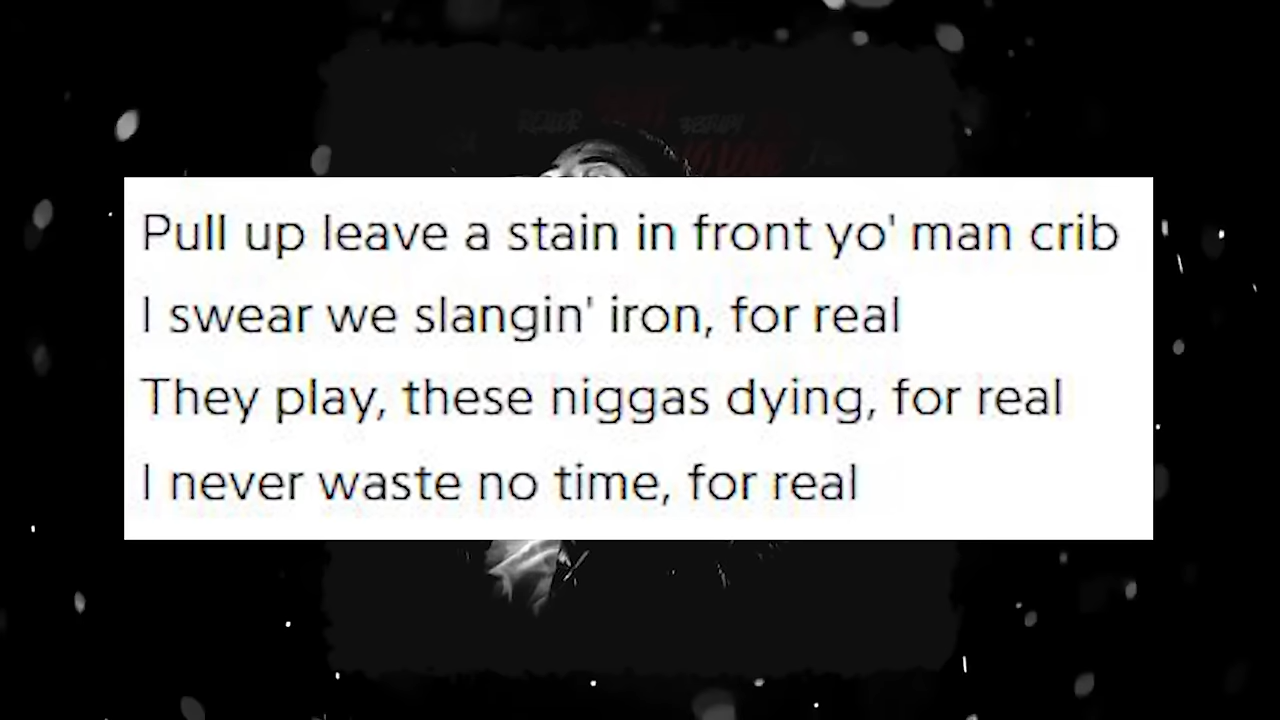 Pull up leave a stain in front yo' man crib
I swear we slangin' iron, for real
They play, these niggas dying, for real
I never waste no time, for real